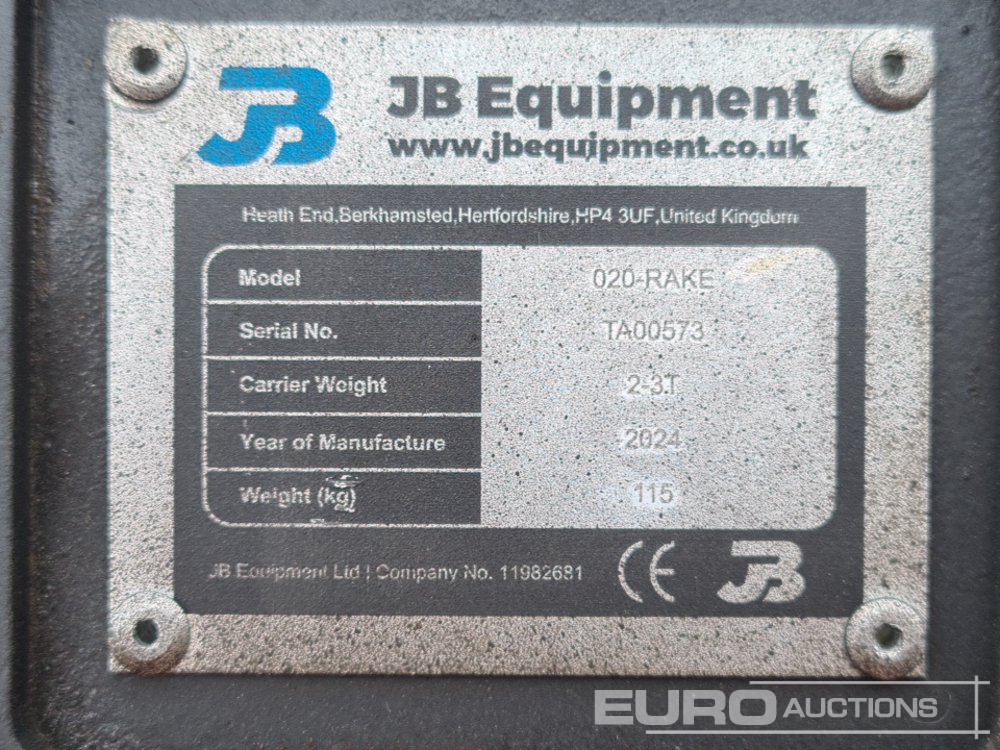 JB
JB Equipment
www.jbequipment.co.uk
Heath End,Berkhamsted,Hertfordshire,HP4 3UF,United Kingdom
Model 020-RAKE
Serial No. TA00573
Carrier Weight 2-3T
Year of Manufacture 2024
Weight (kg) 115
JB Equipment Ltd | Company No. 11982681 CE JB
EURO AUCTIONS